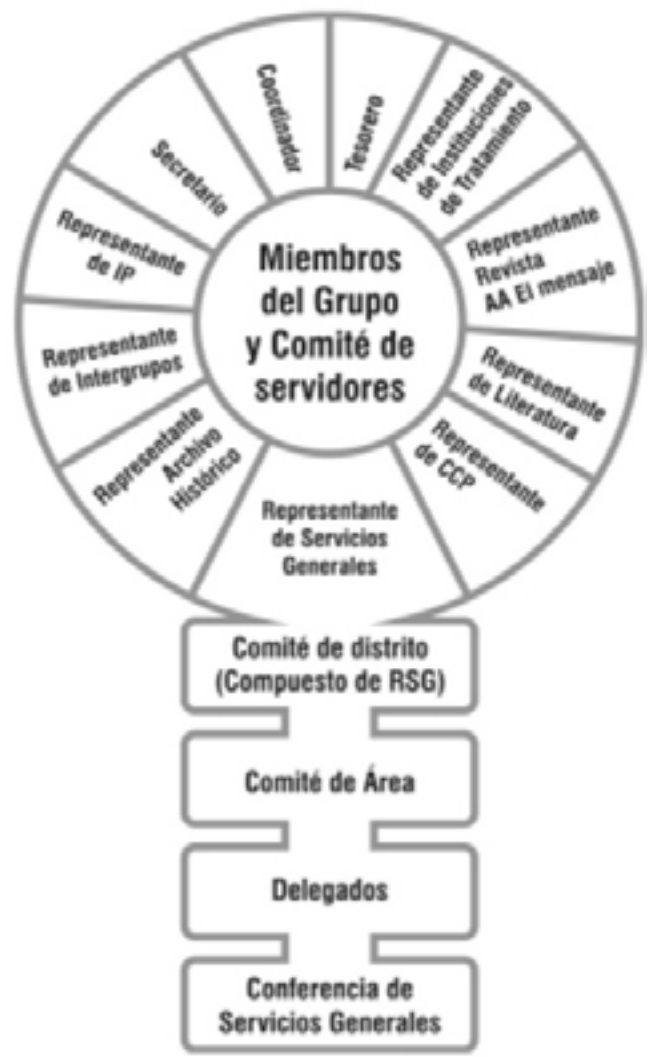 Coordinador
Tesorero
Representante
de Instituciones
de Tratamiento
Representante
Revista
AA El mensaje
Representante
de Literatura
Representante
de CCP
Representante
de Servicios
Generales
Representante
Archivo
Histórico
Representante
de Intergrupos
Representante
de IP
Secretario
Miembros
del Grupo
y Comité de
servidores
Comité de distrito
(Compuesto de RSG)
Comité de Área
Delegados
Conferencia de
Servicios Generales